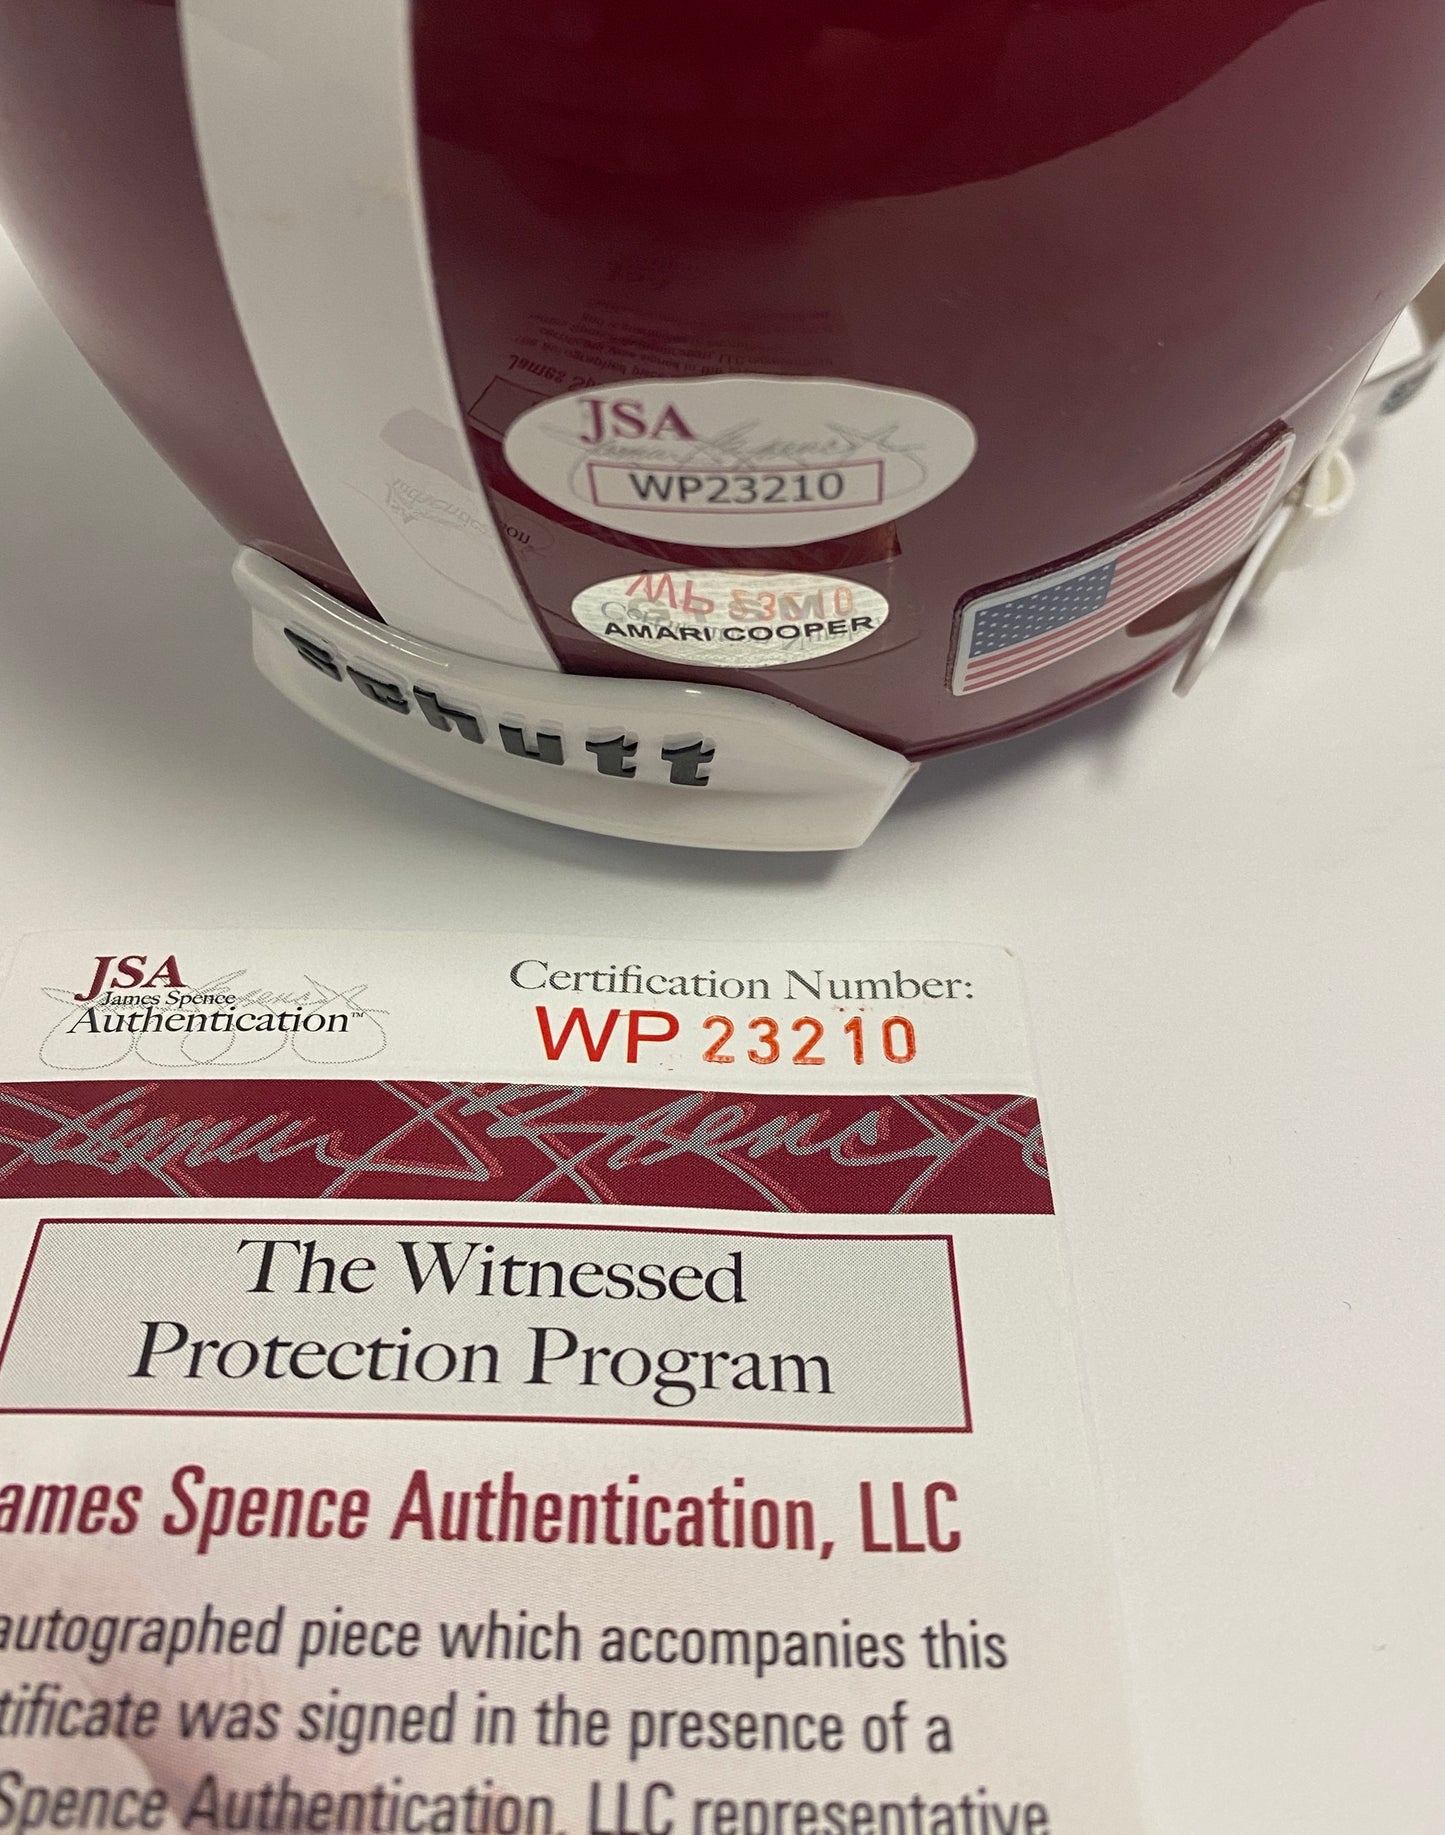 JSA
WP23210
AMARI COOPER
schutt
JSA
James Spence
Authentication™
Certification Number:
WP 23210
The Witnessed
Protection Program
ames Spence Authentication, LLC
autographed piece which accompanies this
tificate was signed in the presence of a
Spence Authentication, LLC representative